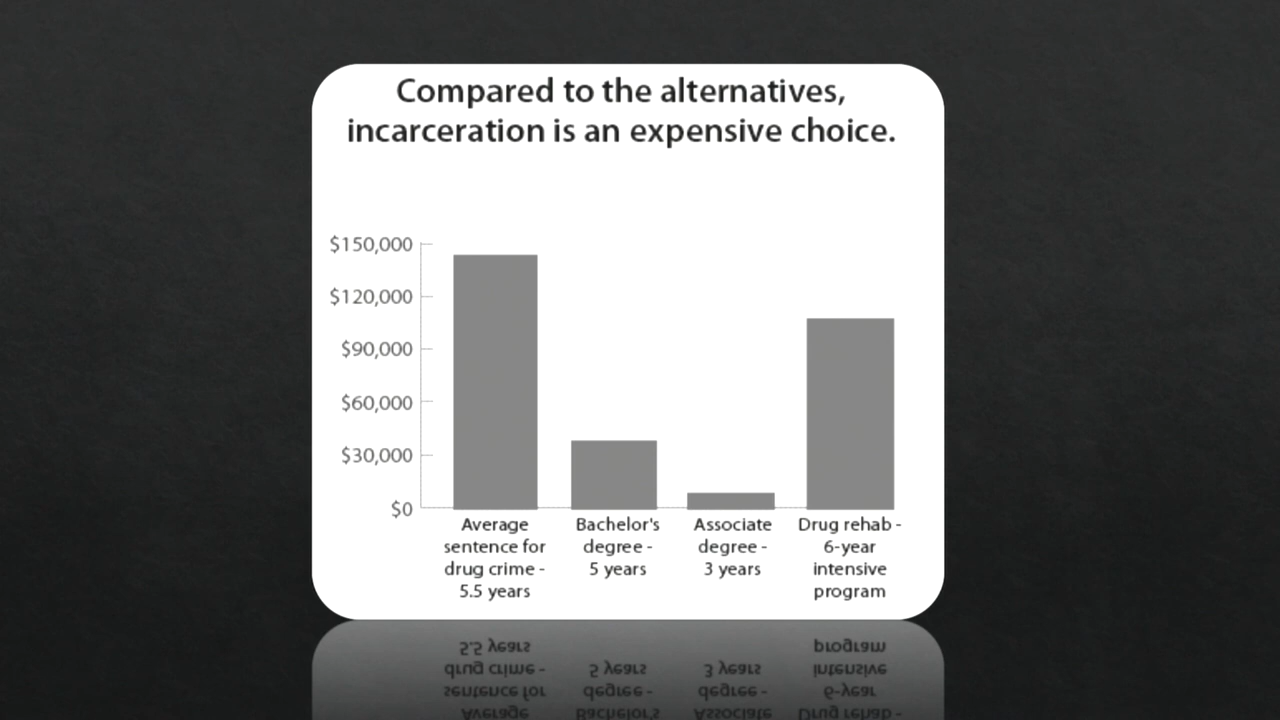 Compared to the alternatives,
incarceration is an expensive choice.
$150,000
$120,000
$90,000
$60,000
$30,000
$0
Average
sentence for
drug crime -
5.5 years
Bachelor's
degree -
5 years
Associate
degree -
3 years
Drug rehab -
6-year
intensive
program